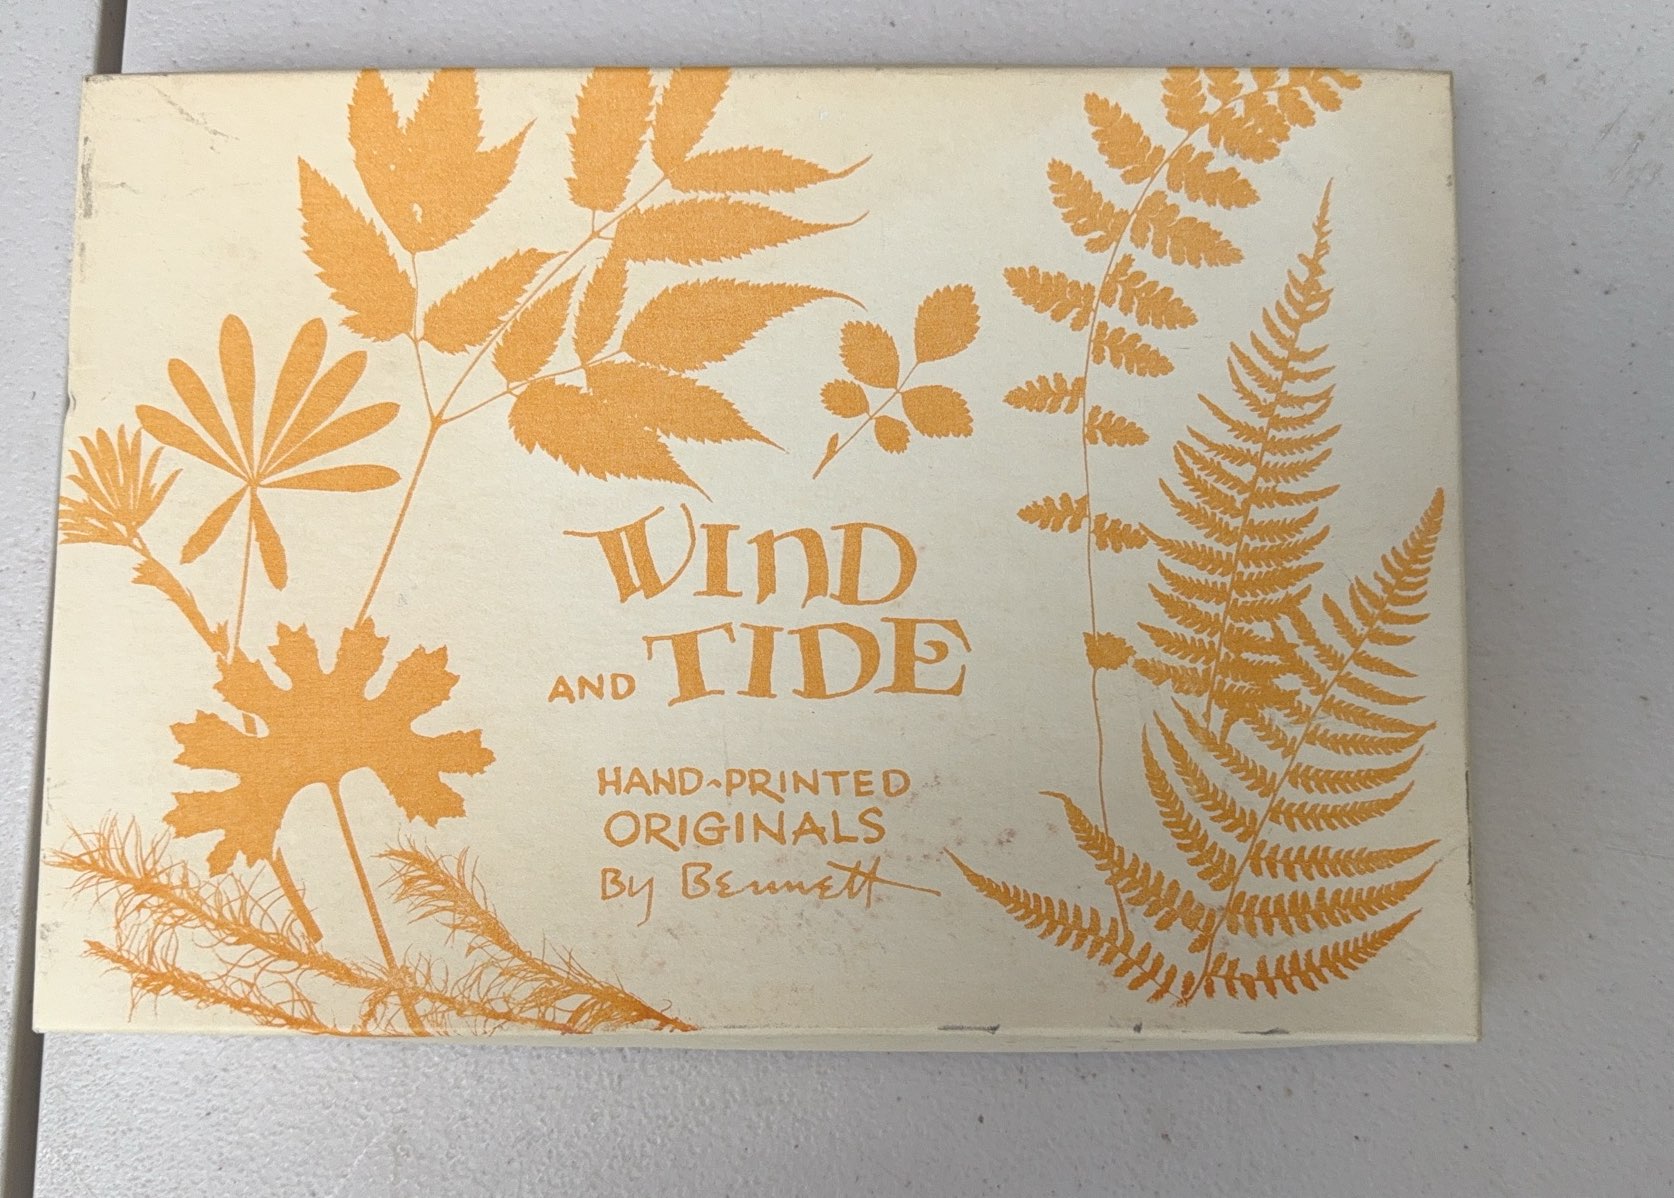 WIND
AND TIDE
HAND-PRINTED
ORIGINALS
By Bennett